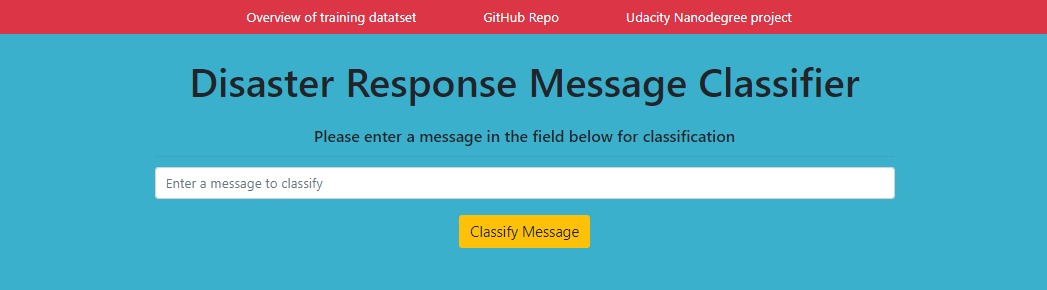 Overview of training datatset GitHub Repo Udacity Nanodegree project
Disaster Response Message Classifier
Please enter a message in the field below for classification
Enter a message to classify
Classify Message